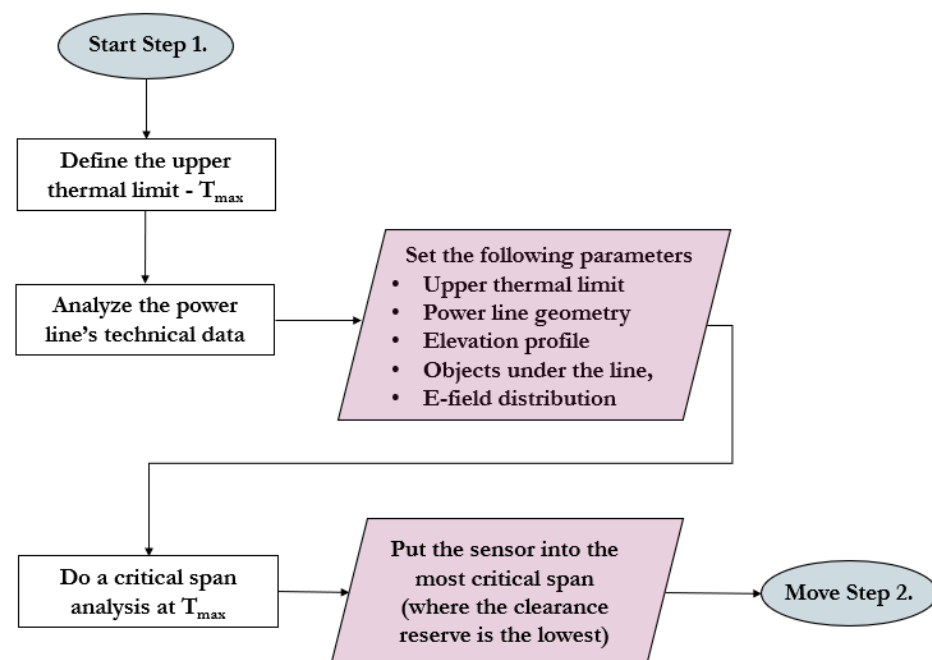 Start Step 1.
Define the upper
thermal limit - Tmax
Analyze the power
line's technical data
Set the following parameters
• Upper thermal limit
• Power line geometry
• Elevation profile
• Objects under the line,
• E-field distribution
Do a critical span
analysis at Tmax
Put the sensor into the
most critical span
(where the clearance
reserve is the lowest)
Move Step 2.